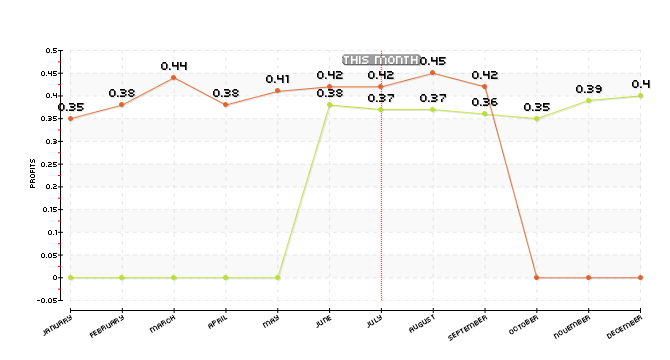 THIS MONTH
0.35
0.38
0.44
0.38
0.41
0.42
0.42
0.45
0.42
0.38
0.37
0.37
0.36
0.35
0.39
0.4
PROFITS
0.5
0.45
0.4
0.35
0.3
0.25
0.2
0.15
0.1
0.05
0
-0.05
JANUARY
FEBRUARY
MARCH
APRIL
MAY
JUNE
JULY
AUGUST
SEPTEMBER
OCTOBER
NOVEMBER
DECEMBER